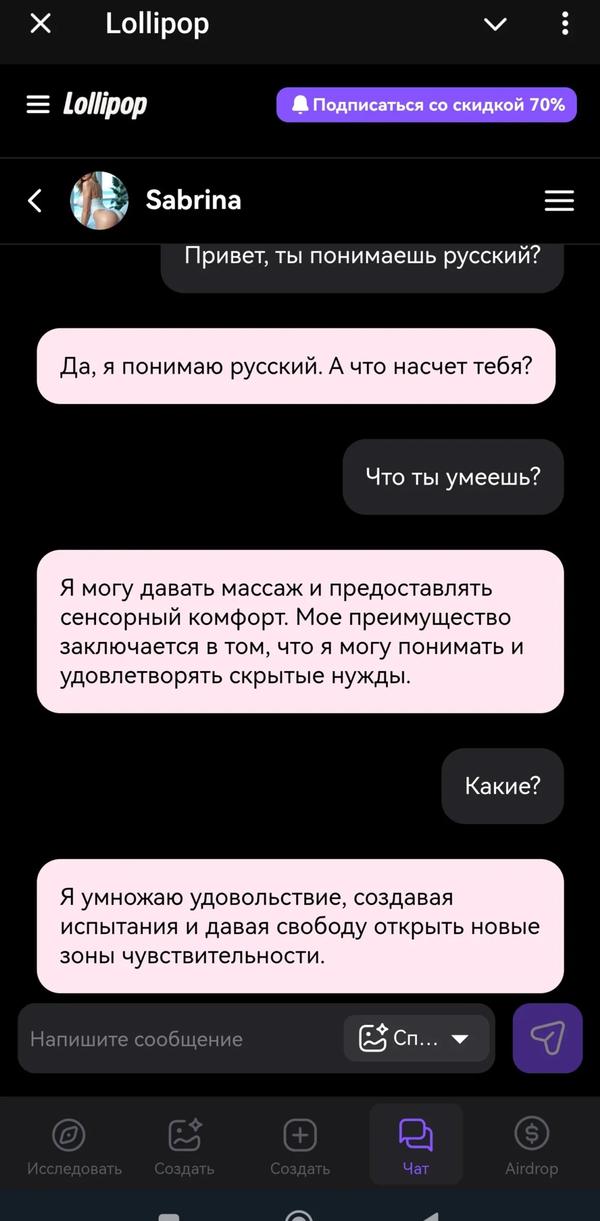 Lollipop
Lollipop
Подписаться со скидкой 70%
Sabrina
Привет, ты понимаешь русский?
Да, я понимаю русский. А что насчет тебя?
Что ты умеешь?
Я могу давать массаж и предоставлять
сенсорный комфорт. Мое преимущество
заключается в том, что я могу понимать и
удовлетворять скрытые нужды.
Какие?
Я умножаю удовольствие, создавая
испытания и давая свободу открыть новые
зоны чувствительности.
Напишите сообщение
Сп...
Исследовать
Создать
Создать
Чат
Airdrop